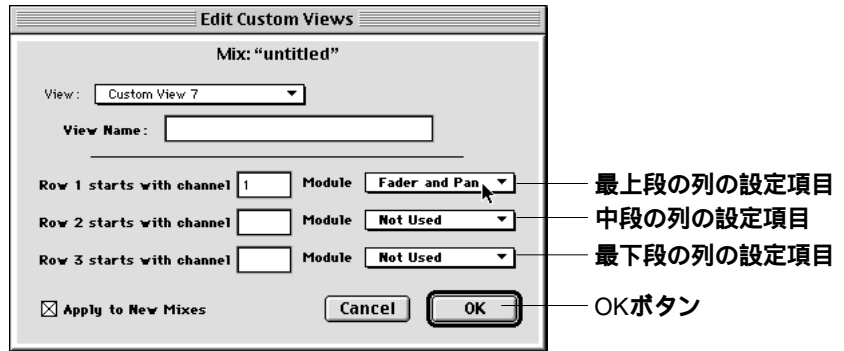 Edit Custom Views
Mix: “untitled”
View: Custom View 7
View Name:
Row 1 starts with channel 1 Module Fader and Pan 最上段の列の設定項目
Row 2 starts with channel Module Not Used 中段の列の設定項目
Row 3 starts with channel Module Not Used 最下段の列の設定項目
Apply to New Mixes Cancel OK OKボタン